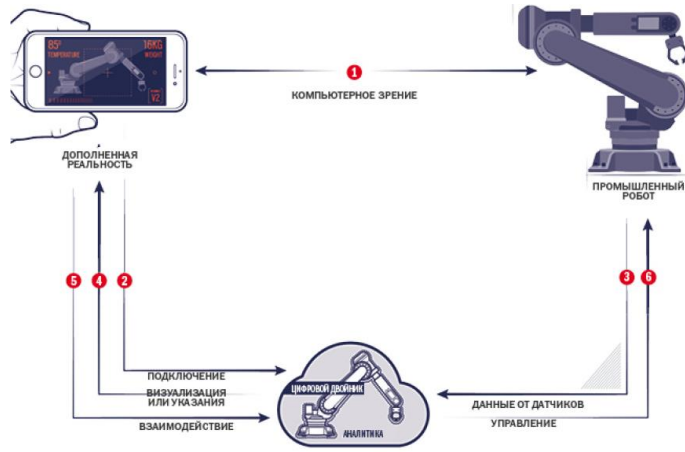 85°
TEMPERATURE
16KG
WEIGHT
V2
1
КОМПЬЮТЕРНОЕ ЗРЕНИЕ
ДОПОЛНЕННАЯ
РЕАЛЬНОСТЬ
ПРОМЫШЛЕННЫЙ
РОБОТ
5
4
2
3
6
ПОДКЛЮЧЕНИЕ
ВИЗУАЛИЗАЦИЯ
ИЛИ УКАЗАНИЯ
ВЗАИМОДЕЙСТВИЕ
ЦИФРОВОЙ ДВОЙНИК
АНАЛИТИКА
ДАННЫЕ ОТ ДАТЧИКОВ
УПРАВЛЕНИЕ